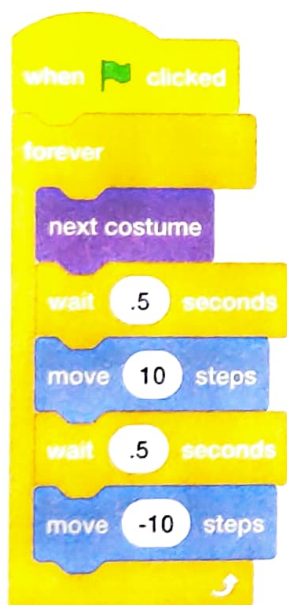 when clicked
forever
next costume
wait .5 seconds
move 10 steps
wait .5 seconds
move -10 steps